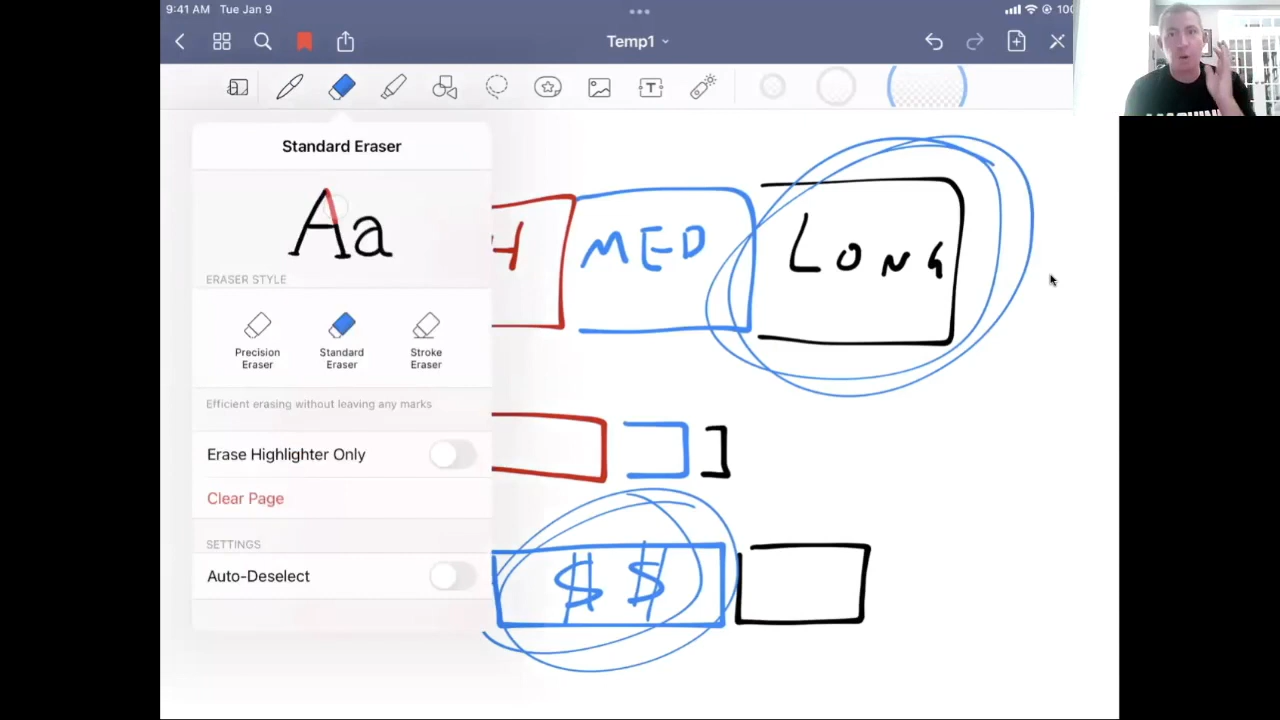 9:41 AM Tue Jan 9
100
Temp1
Standard Eraser
Aa
ERASER STYLE
Precision Eraser
Standard Eraser
Stroke Eraser
Efficient erasing without leaving any marks
Erase Highlighter Only
Clear Page
SETTINGS
Auto-Deselect
H MED LONG
$ $